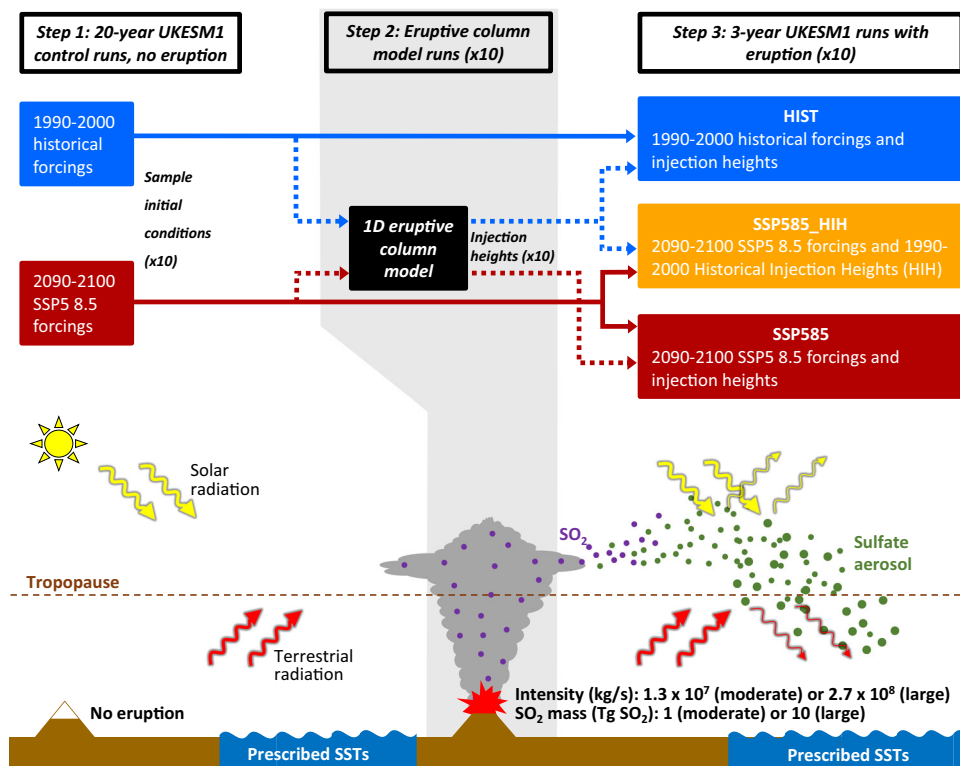 Step 1: 20-year UKESM1
control runs, no eruption
Step 2: Eruptive column
model runs (x10)
Step 3: 3-year UKESM1 runs with
eruption (x10)
1990-2000
historical
forcings
Sample
initial
conditions
(x10)
2090-2100
SSP5 8.5
forcings
1D eruptive
column
model
Injection
heights (x10)
HIST
1990-2000 historical forcings and
injection heights
SSP585_HIH
2090-2100 SSP5 8.5 forcings and 1990-
2000 Historical Injection Heights (HIH)
SSP585
2090-2100 SSP5 8.5 forcings and
injection heights
Solar
radiation
SO₂
Sulfate
aerosol
Tropopause
Terrestrial
radiation
Intensity (kg/s): 1.3 x 10⁷ (moderate) or 2.7 x 10⁸ (large)
SO₂ mass (Tg SO₂): 1 (moderate) or 10 (large)
No eruption
Prescribed SSTs
Prescribed SSTs